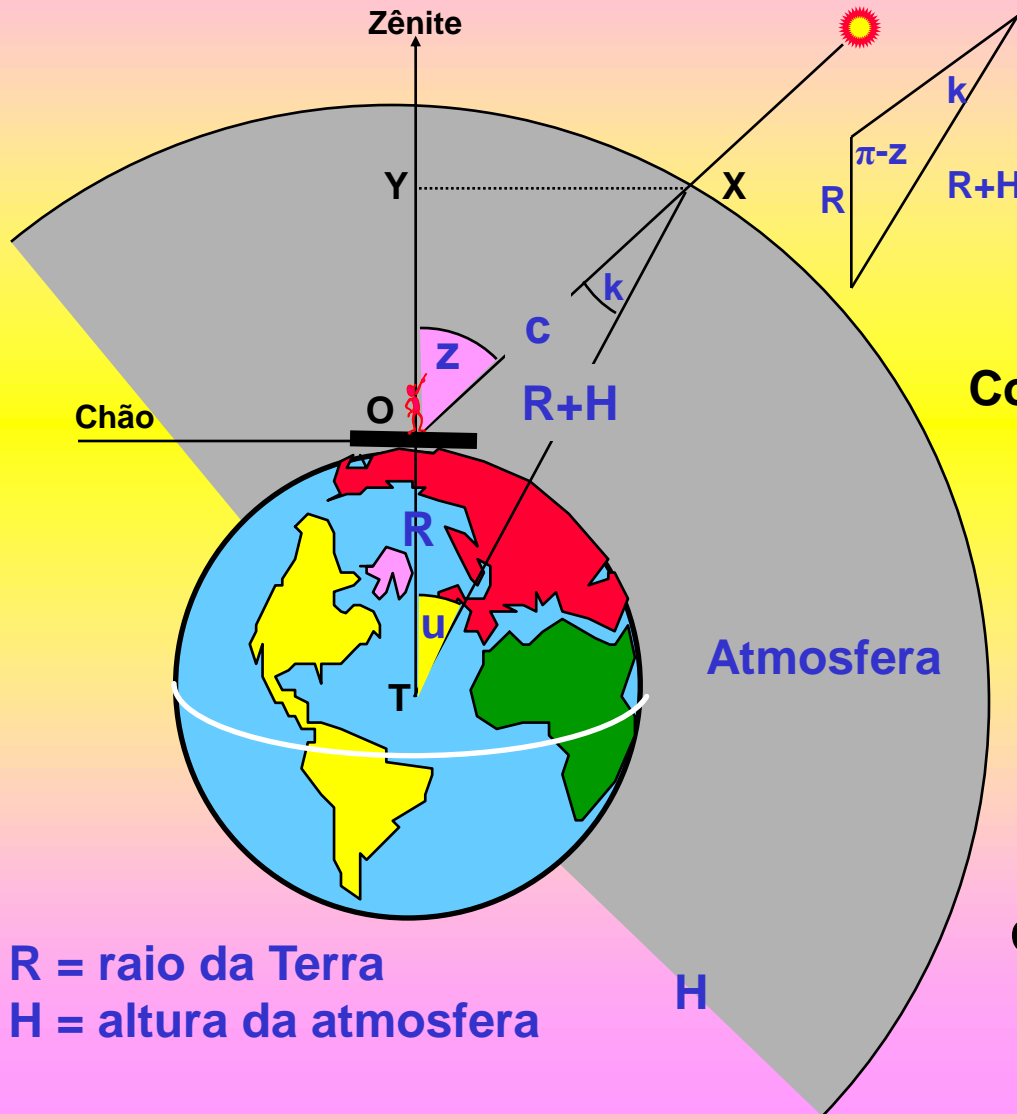 Zênite
k
π-z
R
R+H
Y
X
k
c
z
R+H
O
Chão
R
u
T
Atmosfera
R = raio da Terra
H = altura da atmosfera
H